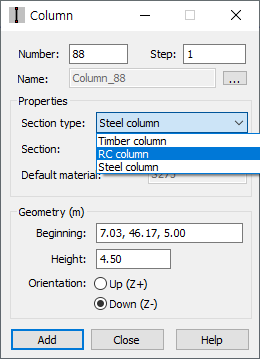 Column
Number: 88 Step: 1
Name: Column_88 ...
Properties
Section type: Steel column
Timber column
Section: RC column
Steel column
Default material: S275
Geometry (m)
Beginning: 7.03, 46.17, 5.00
Height: 4.50
Orientation: Up (Z+)
Down (Z-)
Add Close Help